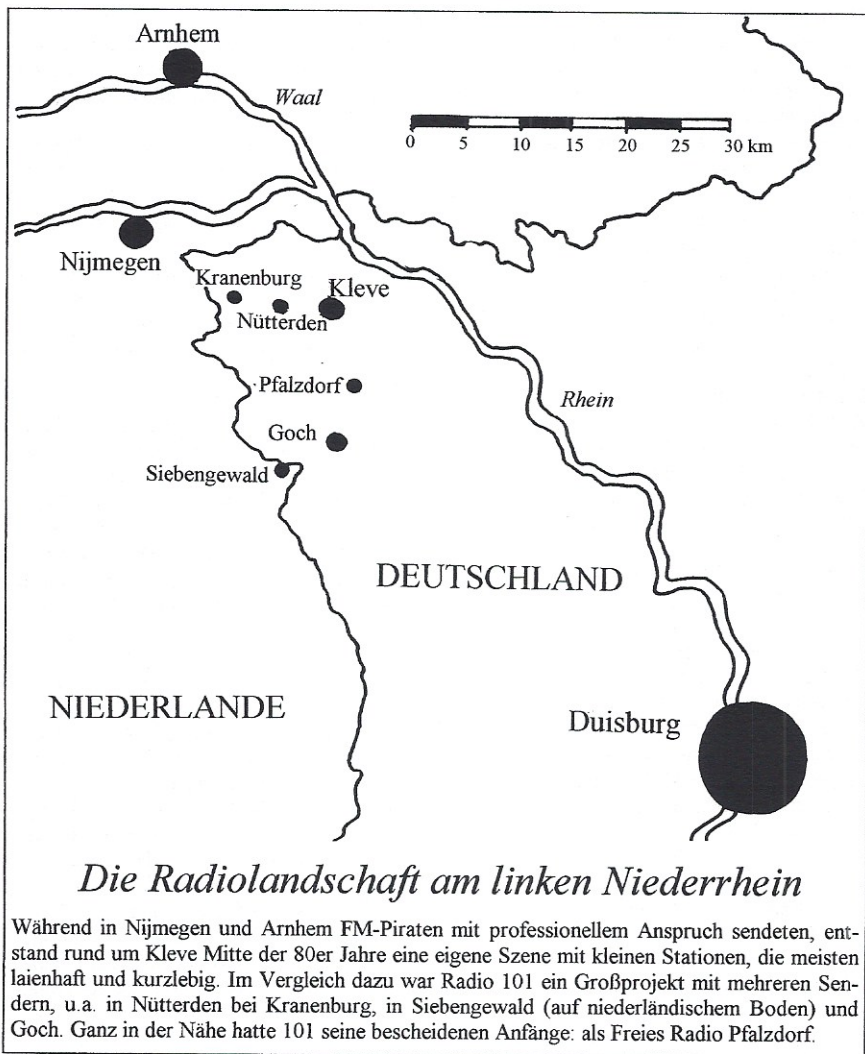 Arnhem
Waal
0 5 10 15 20 25 30 km
Nijmegen
Kranenburg
Kleve
Nütterden
Pfalzdorf
Rhein
Goch
Siebengewald
DEUTSCHLAND
NIEDERLANDE
Duisburg
Die Radiolandschaft am linken Niederrhein
Während in Nijmegen und Arnhem FM-Piraten mit professionellem Anspruch sendeten, ent-
stand rund um Kleve Mitte der 80er Jahre eine eigene Szene mit kleinen Stationen, die meisten
laienhaft und kurzlebig. Im Vergleich dazu war Radio 101 ein Großprojekt mit mehreren Sen-
dern, u.a. in Nütterden bei Kranenburg, in Siebengewald (auf niederländischem Boden) und
Goch. Ganz in der Nähe hatte 101 seine bescheidenen Anfänge: als Freies Radio Pfalzdorf.